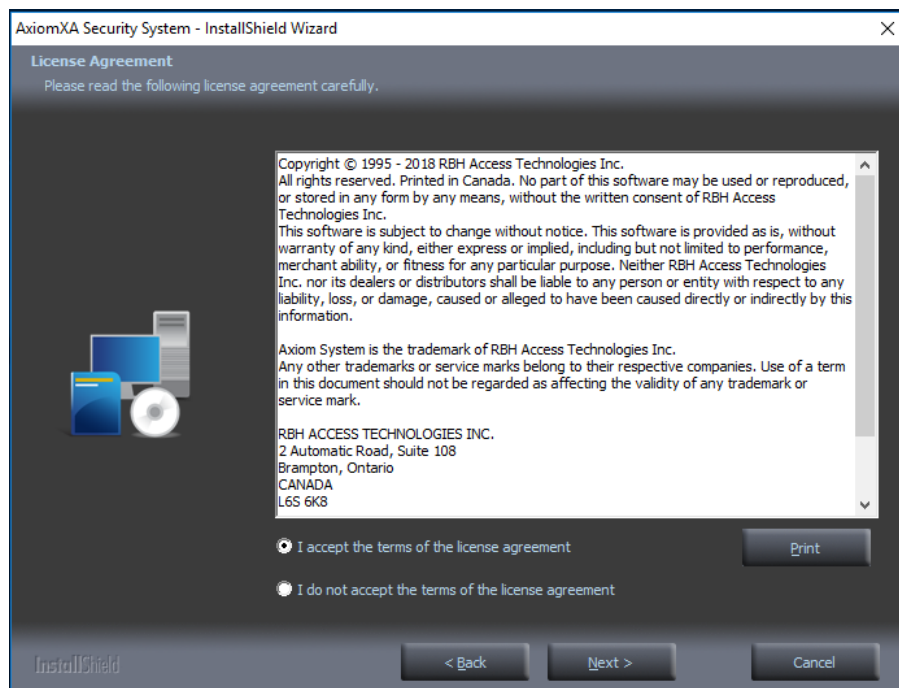 AxiomXA Security System - InstallShield Wizard
License Agreement
Please read the following license agreement carefully.
Copyright © 1995 - 2018 RBH Access Technologies Inc.
All rights reserved. Printed in Canada. No part of this software may be used or reproduced,
or stored in any form by any means, without the written consent of RBH Access
Technologies Inc.
This software is subject to change without notice. This software is provided as is, without
warranty of any kind, either express or implied, including but not limited to performance,
merchant ability, or fitness for any particular purpose. Neither RBH Access Technologies
Inc. nor its dealers or distributors shall be liable to any person or entity with respect to any
liability, loss, or damage, caused or alleged to have been caused directly or indirectly by this
information.
Axiom System is the trademark of RBH Access Technologies Inc.
Any other trademarks or service marks belong to their respective companies. Use of a term
in this document should not be regarded as affecting the validity of any trademark or
service mark.
RBH ACCESS TECHNOLOGIES INC.
2 Automatic Road, Suite 108
Brampton, Ontario
CANADA
L6S 6K8
I accept the terms of the license agreement
Print
I do not accept the terms of the license agreement
InstallShield
< Back
Next >
Cancel